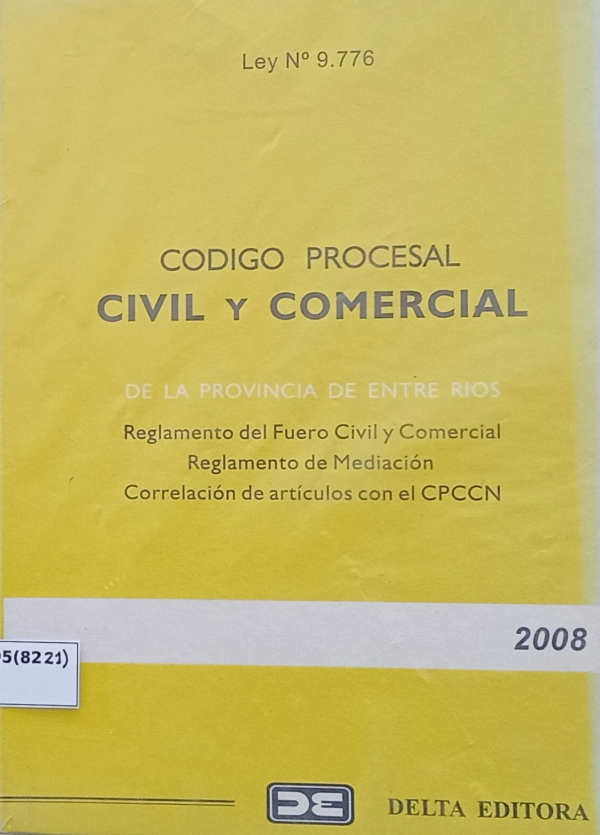 Ley Nº 9.776
CODIGO PROCESAL
CIVIL Y COMERCIAL
DE LA PROVINCIA DE ENTRE RIOS
Reglamento del Fuero Civil y Comercial
Reglamento de Mediación
Correlación de artículos con el CPCCN
2008
5(8221)
DE
DELTA EDITORA